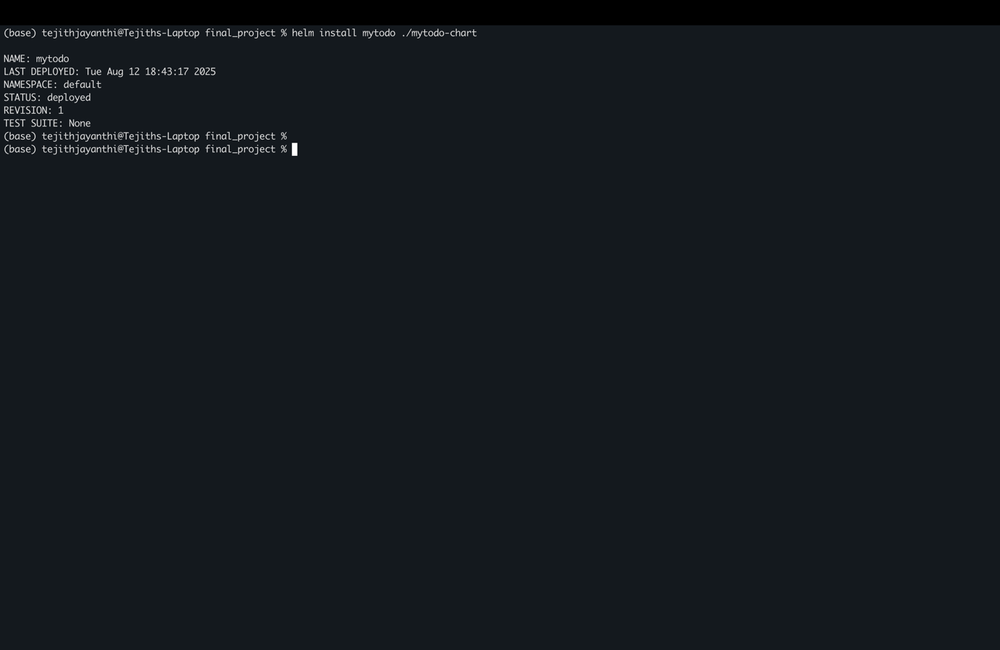 (base) tejithjayanthi@Tejiths-Laptop final_project % helm install mytodo ./mytodo-chart
NAME: mytodo
LAST DEPLOYED: Tue Aug 12 18:43:17 2025
NAMESPACE: default
STATUS: deployed
REVISION: 1
TEST SUITE: None
(base) tejithjayanthi@Tejiths-Laptop final_project %
(base) tejithjayanthi@Tejiths-Laptop final_project %